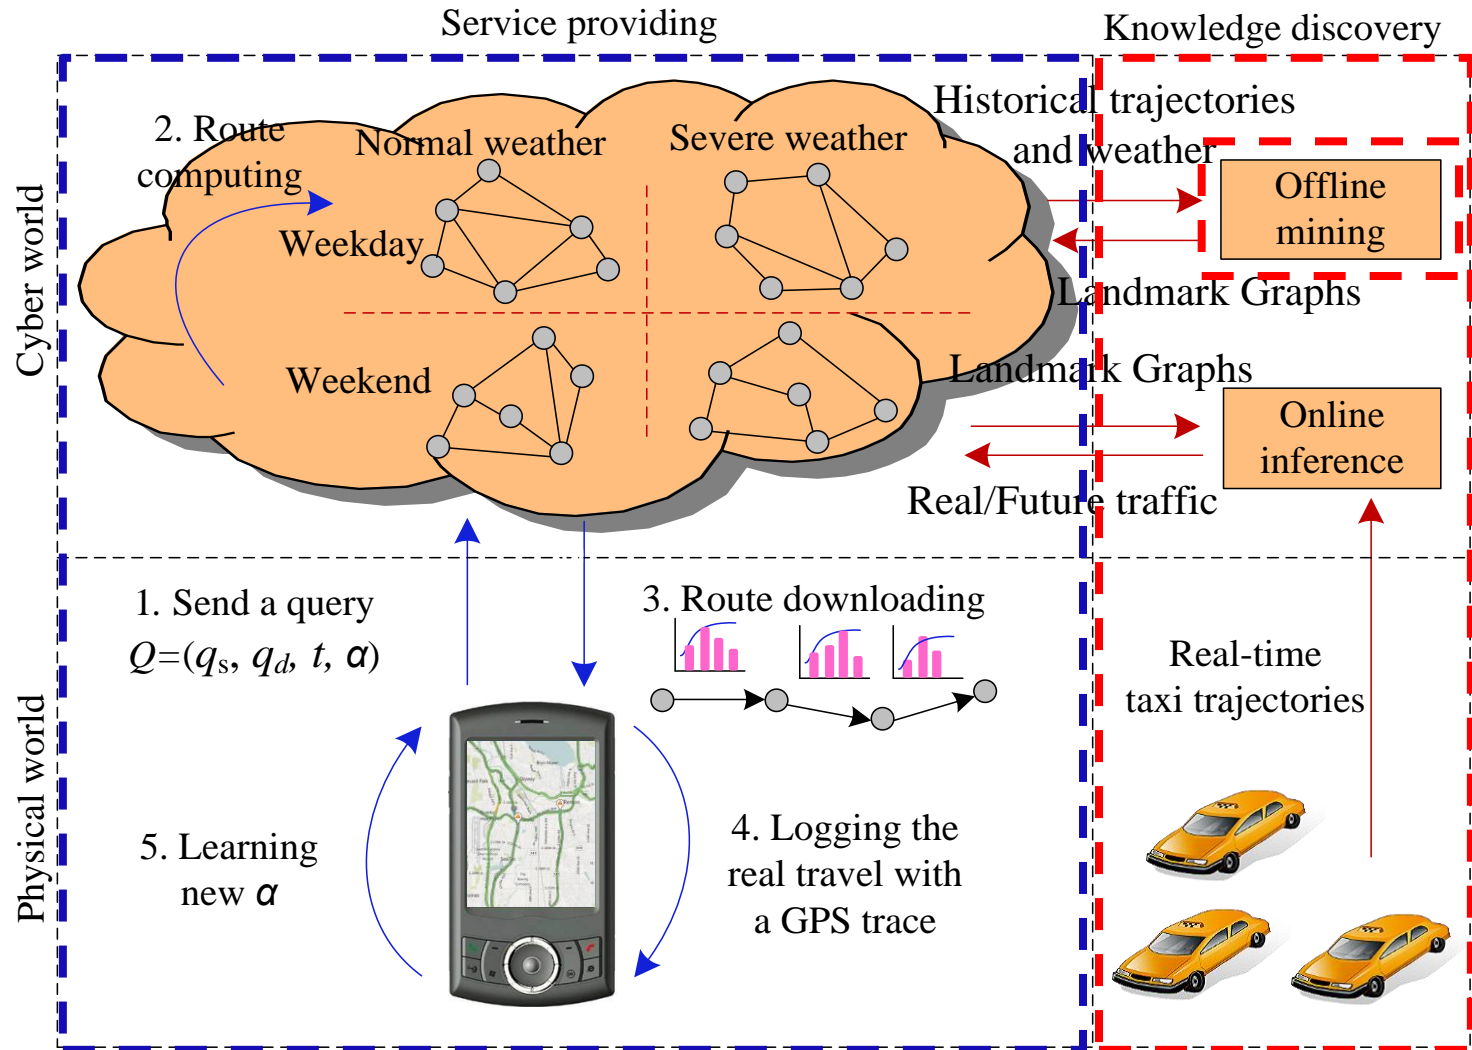 Service providing
Knowledge discovery
Cyber world
Physical world
2. Route
computing
Normal weather
Severe weather
Weekday
Weekend
Historical trajectories
and weather
Offline
mining
Landmark Graphs
Landmark Graphs
Online
inference
Real/Future traffic
1. Send a query
Q=(qs, qd, t, α)
3. Route downloading
Real-time
taxi trajectories
5. Learning
new α
4. Logging the
real travel with
a GPS trace